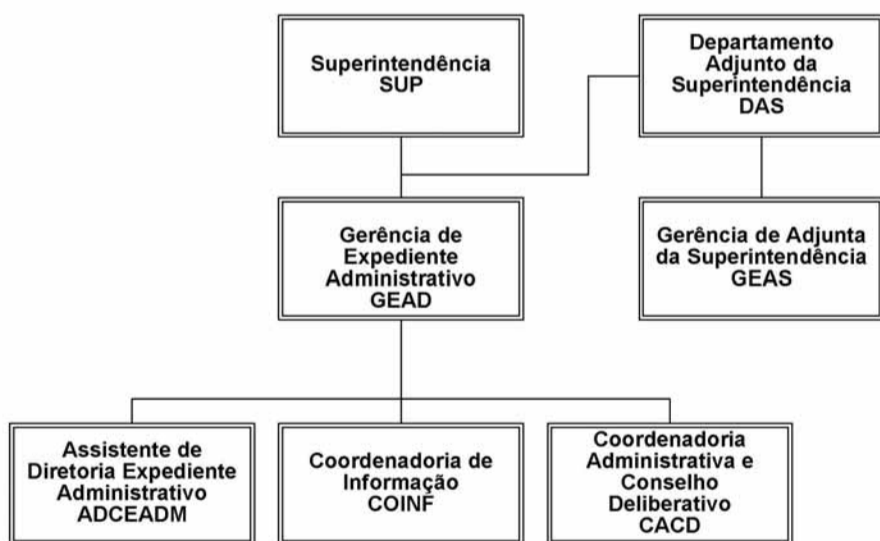 Superintendência
SUP
Departamento
Adjunto da
Superintendência
DAS
Gerência de
Expediente
Administrativo
GEAD
Gerência de Adjunta
da Superintendência
GEAS
Assistente de
Diretoria Expediente
Administrativo
ADCEADM
Coordenadoria de
Informação
COINF
Coordenadoria
Administrativa e
Conselho
Deliberativo
CACD